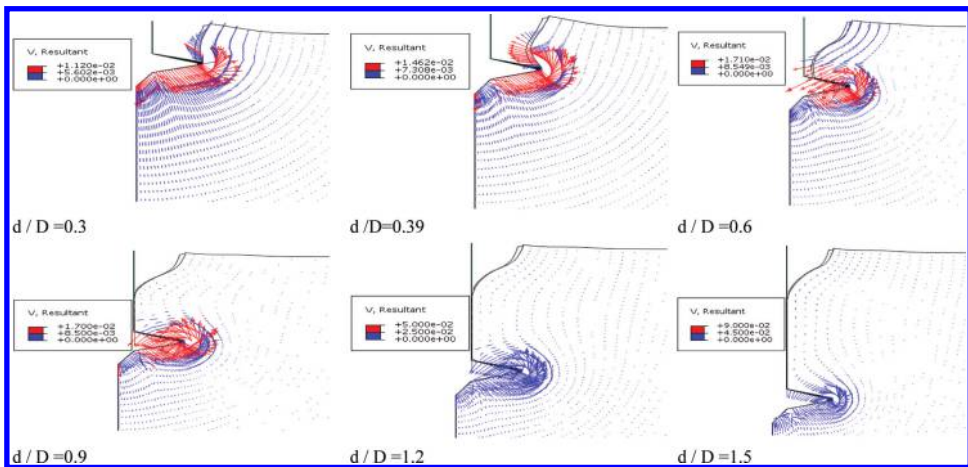 V, Resultant
+1.120e-02
+5.602e-03
+0.000e+00
d / D =0.3
V, Resultant
+1.462e-02
+7.308e-03
+0.000e+00
d /D=0.39
V, Resultant
+1.710e-02
+8.549e-03
+0.000e+00
d / D =0.6
V, Resultant
+1.700e-02
+8.500e-03
+0.000e+00
d / D =0.9
V, Resultant
+5.000e-02
+2.500e-02
+0.000e+00
d / D =1.2
V, Resultant
+9.000e-02
+4.500e-02
+0.000e+00
d / D =1.5